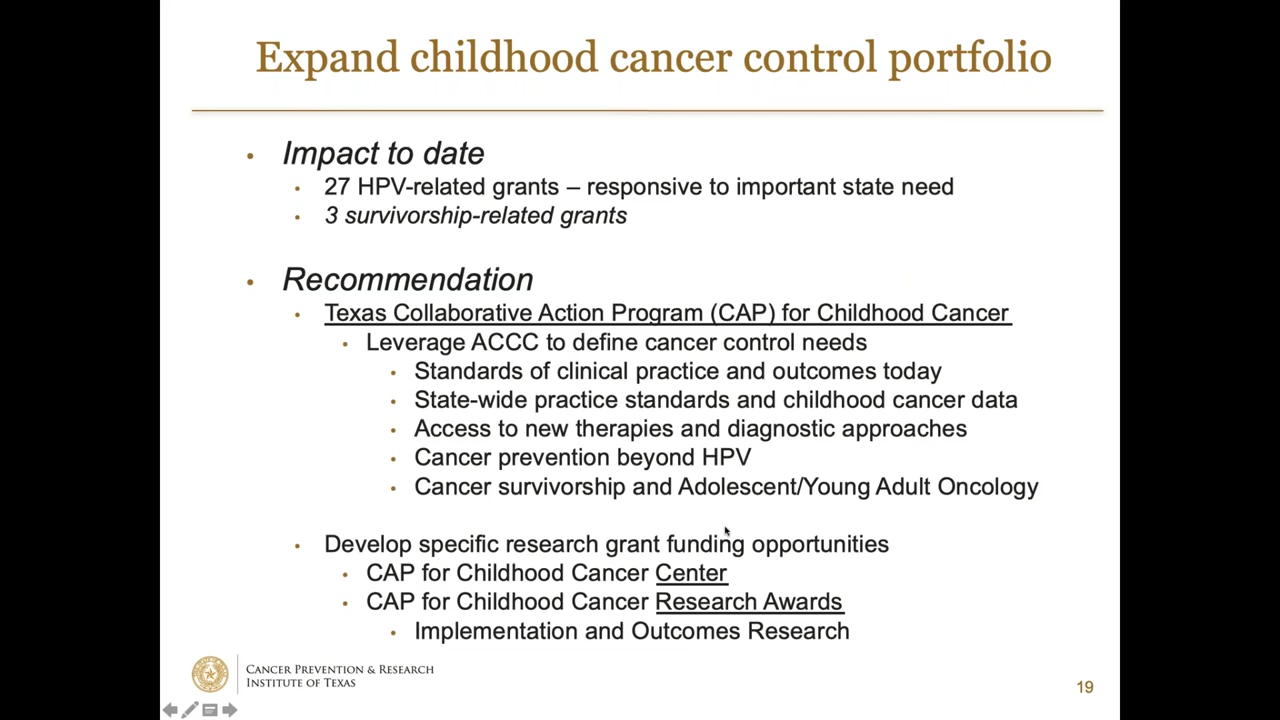 Expand childhood cancer control portfolio
• Impact to date
• 27 HPV-related grants – responsive to important state need
• 3 survivorship-related grants
• Recommendation
• Texas Collaborative Action Program (CAP) for Childhood Cancer
• Leverage ACCC to define cancer control needs
• Standards of clinical practice and outcomes today
• State-wide practice standards and childhood cancer data
• Access to new therapies and diagnostic approaches
• Cancer prevention beyond HPV
• Cancer survivorship and Adolescent/Young Adult Oncology
• Develop specific research grant funding opportunities
• CAP for Childhood Cancer Center
• CAP for Childhood Cancer Research Awards
• Implementation and Outcomes Research
Cancer Prevention & Research
Institute of Texas
19